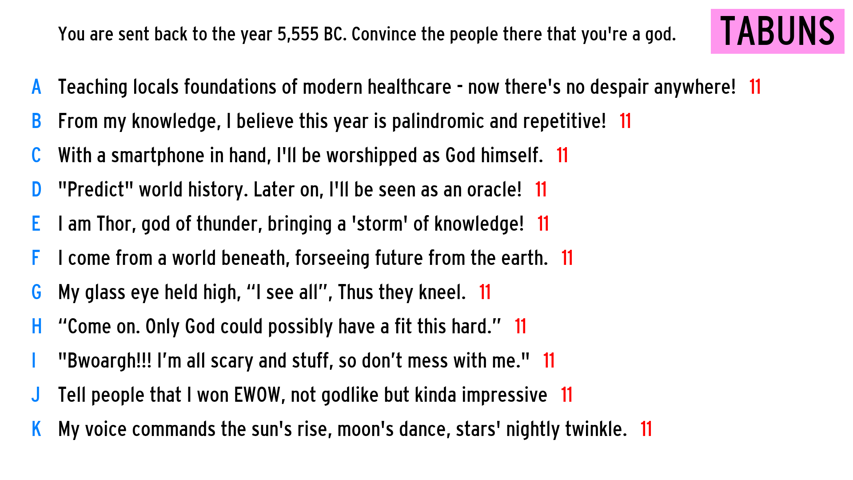 You are sent back to the year 5,555 BC. Convince the people there that you're a god.
TABUNS
A Teaching locals foundations of modern healthcare - now there's no despair anywhere! 11
B From my knowledge, I believe this year is palindromic and repetitive! 11
C With a smartphone in hand, I'll be worshipped as God himself. 11
D "Predict" world history. Later on, I'll be seen as an oracle! 11
E I am Thor, god of thunder, bringing a 'storm' of knowledge! 11
F I come from a world beneath, forseeing future from the earth. 11
G My glass eye held high, “I see all”, Thus they kneel. 11
H “Come on. Only God could possibly have a fit this hard.” 11
I "Bwoargh!!! I’m all scary and stuff, so don’t mess with me." 11
J Tell people that I won EWOW, not godlike but kinda impressive 11
K My voice commands the sun's rise, moon's dance, stars' nightly twinkle. 11